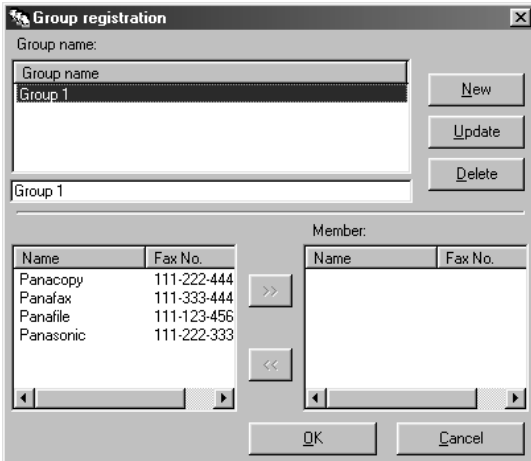 Group registration
Group name:
Group name
Group 1
New
Update
Delete
Group 1
Member:
Name Fax No.
Panacopy 111-222-444
Panafax 111-333-444
Panafile 111-123-456
Panasonic 111-222-333
>>
<<
Name Fax No.
OK Cancel